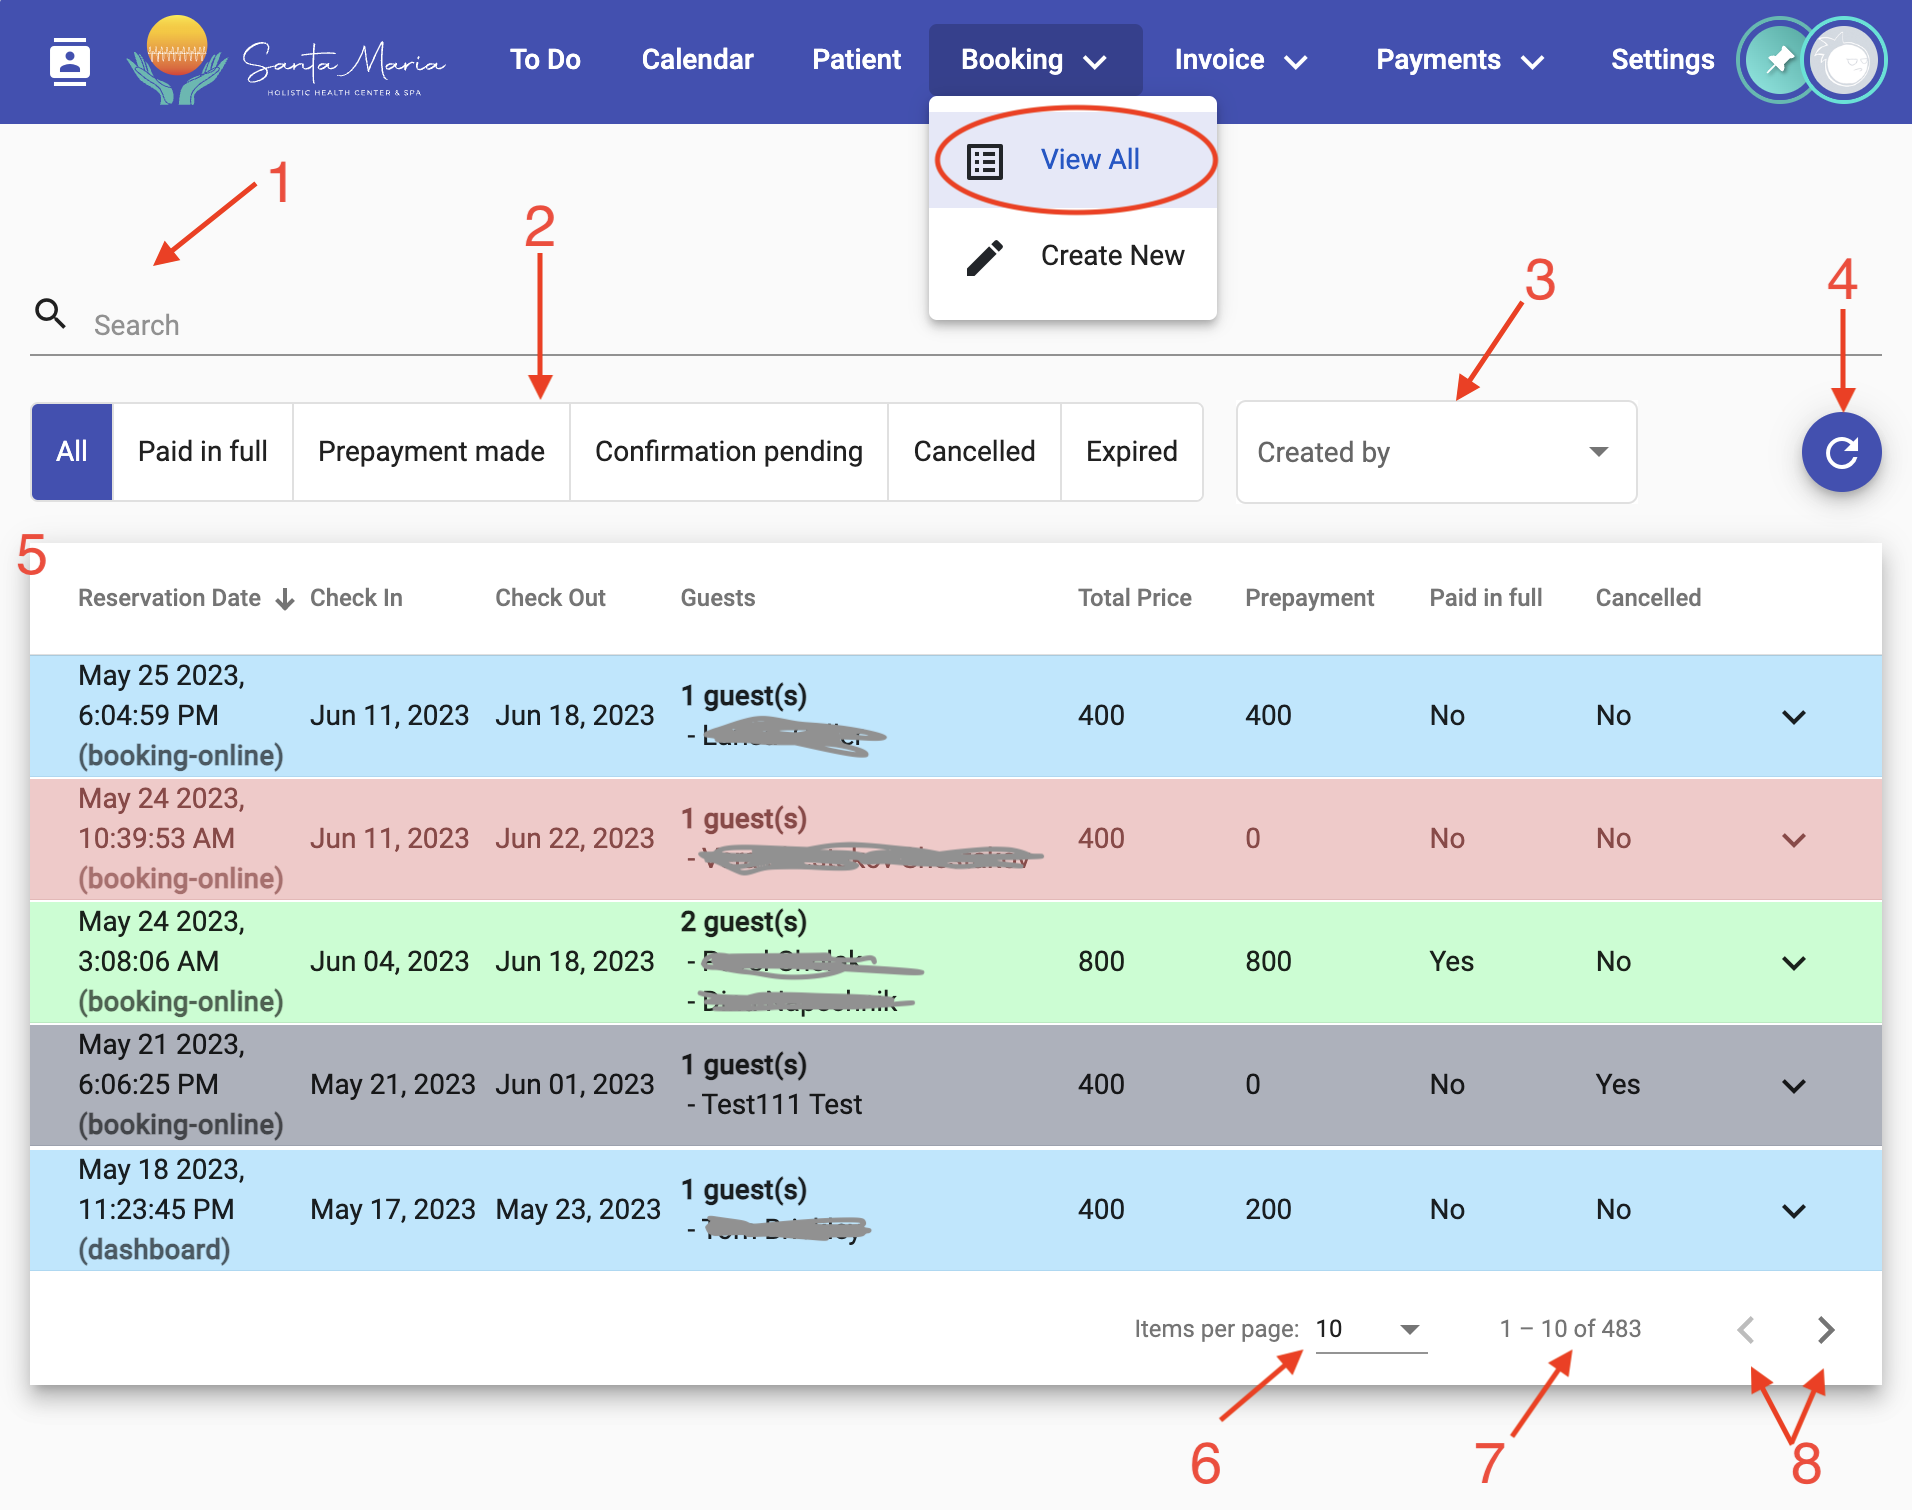 Santa Maria
HOLISTIC HEALTH CENTER & SPA
To Do
Calendar
Patient
Booking
Invoice
Payments
Settings
View All
Create New
1
2
3
4
Search
All
Paid in full
Prepayment made
Confirmation pending
Cancelled
Expired
Created by
5
Reservation Date
Check In
Check Out
Guests
Total Price
Prepayment
Paid in full
Cancelled
May 25 2023,
6:04:59 PM
(booking-online)
Jun 11, 2023
Jun 18, 2023
1 guest(s)
-
400
400
No
No
May 24 2023,
10:39:53 AM
(booking-online)
Jun 11, 2023
Jun 22, 2023
1 guest(s)
-
400
0
No
No
May 24 2023,
3:08:06 AM
(booking-online)
Jun 04, 2023
Jun 18, 2023
2 guest(s)
-
-
800
800
Yes
No
May 21 2023,
6:06:25 PM
(booking-online)
May 21, 2023
Jun 01, 2023
1 guest(s)
- Test111 Test
400
0
No
Yes
May 18 2023,
11:23:45 PM
(dashboard)
May 17, 2023
May 23, 2023
1 guest(s)
-
400
200
No
No
Items per page: 10
1 – 10 of 483
6
7
8